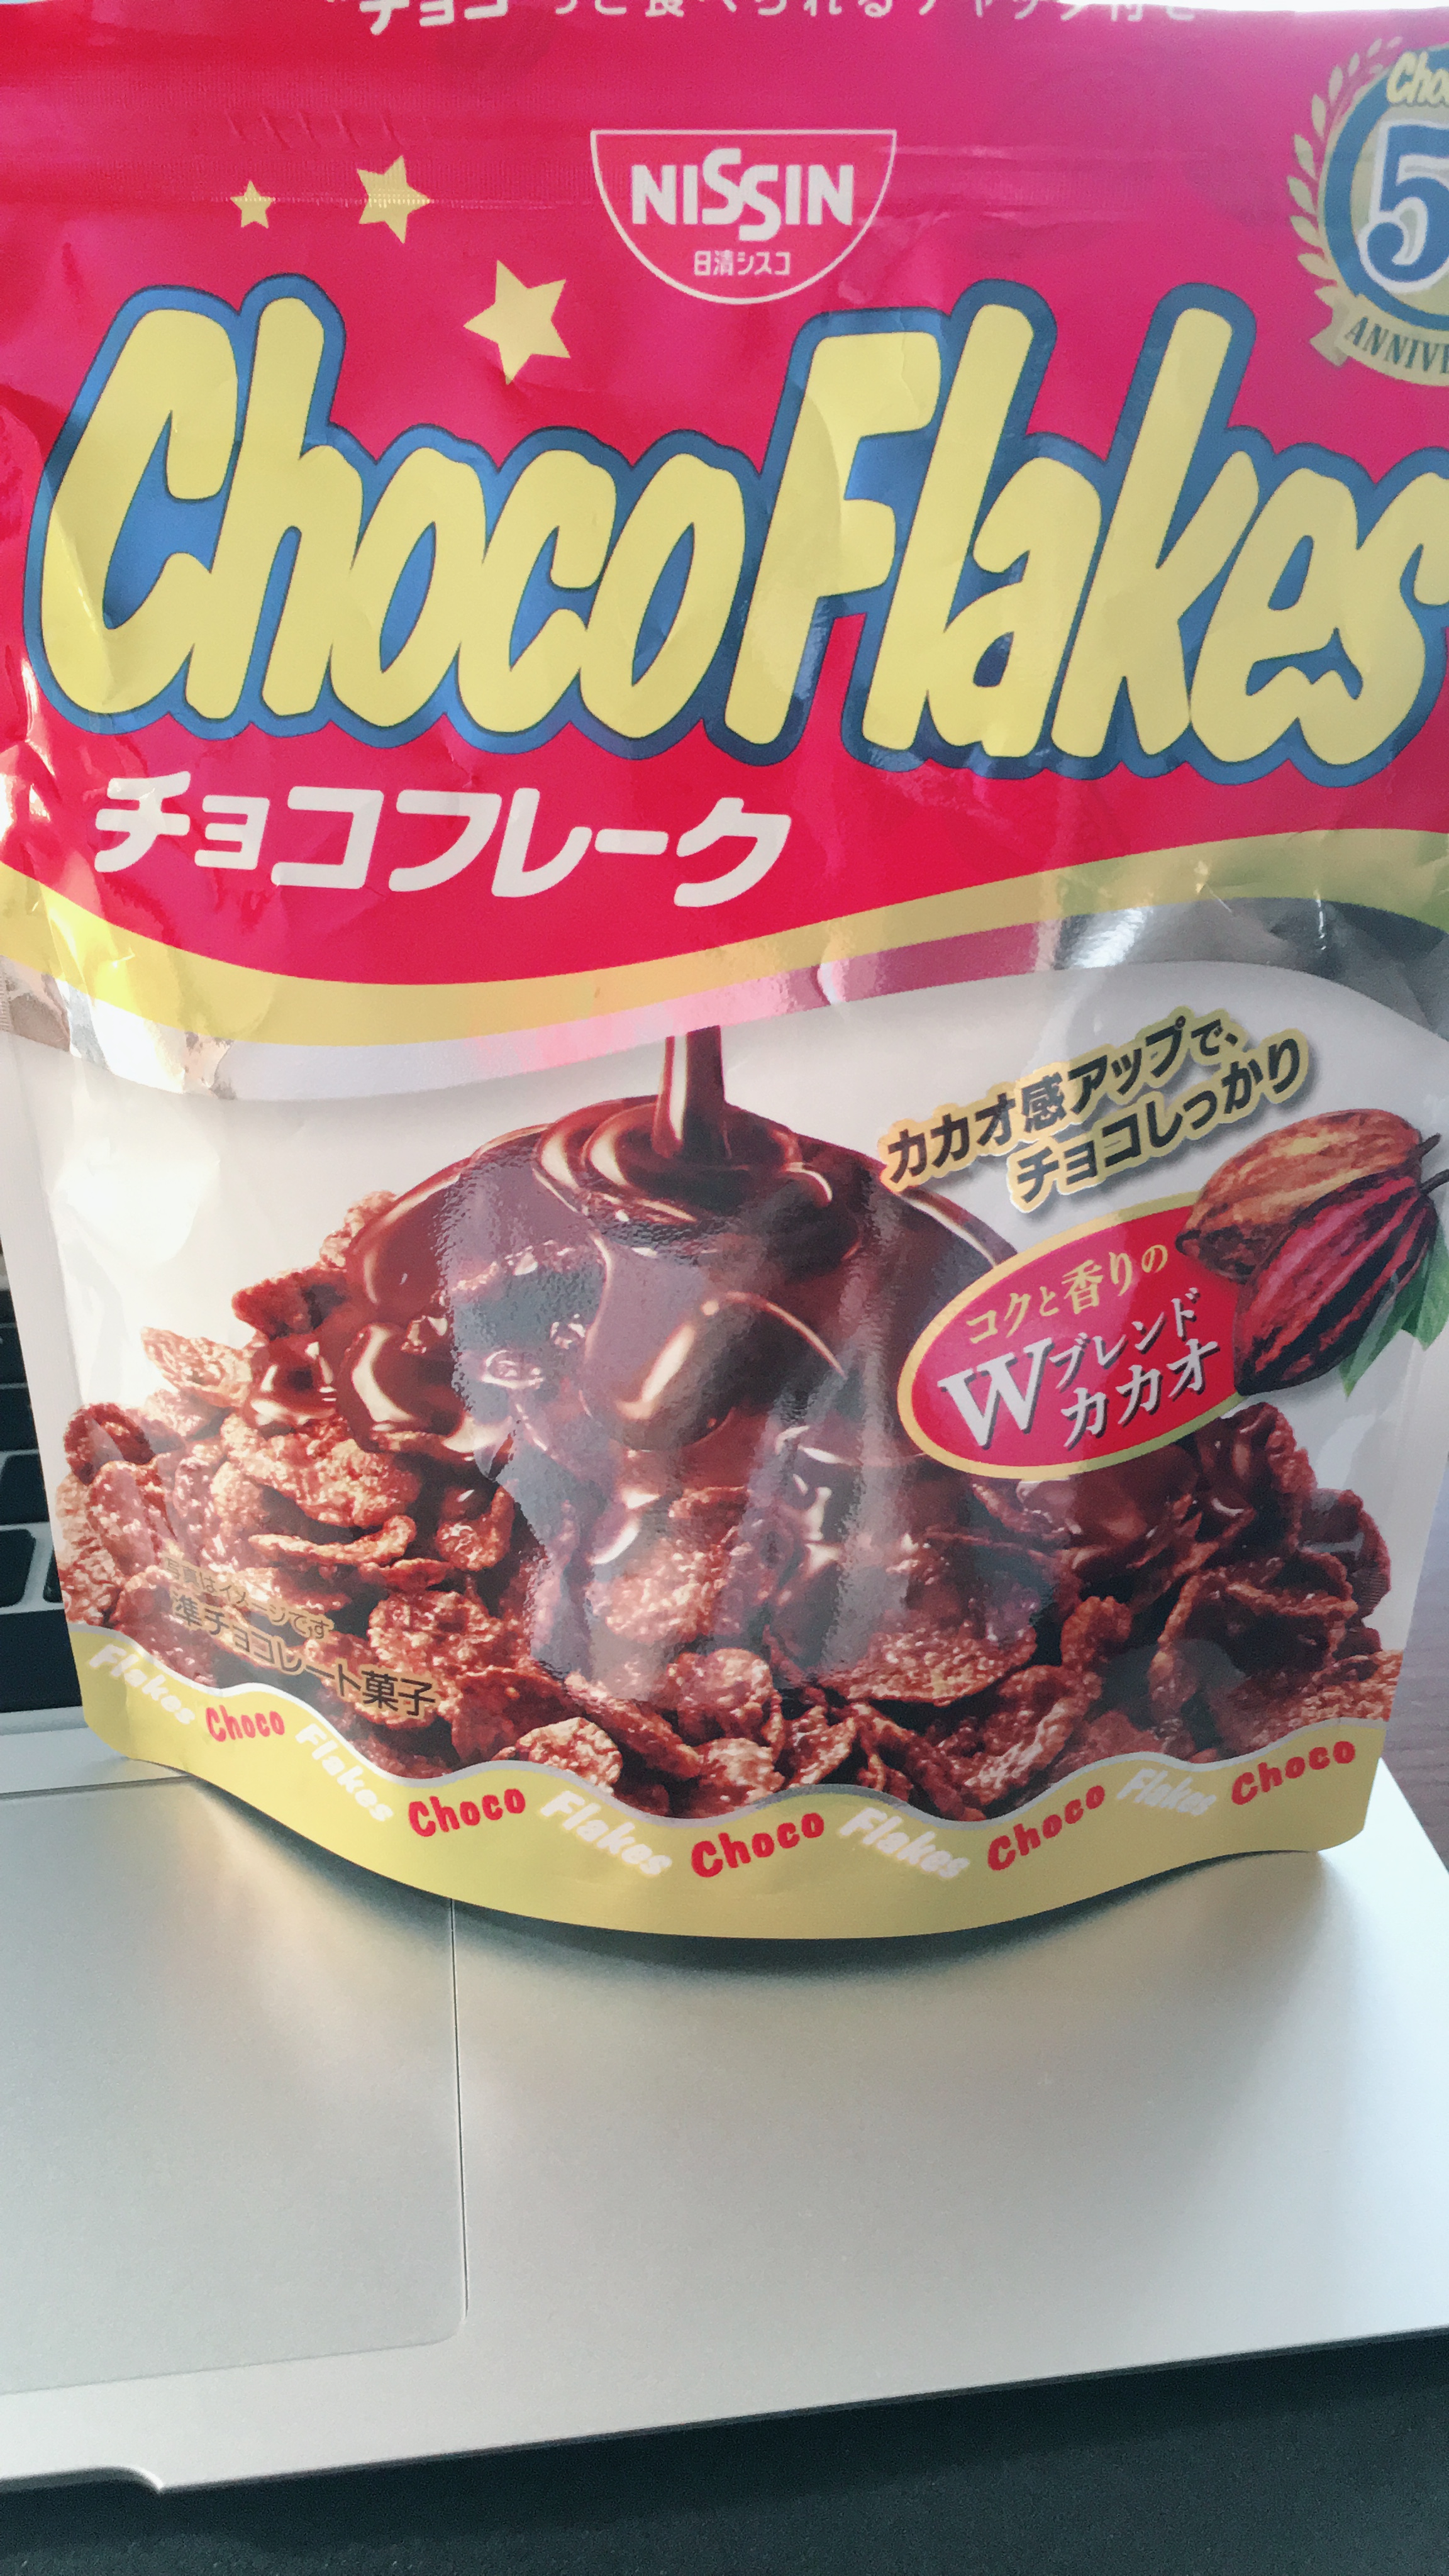 NISSIN
日清シスコ
Choco Flakes
チョコフレーク
カカオ感アップで、
チョコしっかり
コクと香りの
Wブレンド
カカオ
写真はイメージです
準チョコレート菓子
Flakes Choco Flakes Choco Flakes Choco Flakes Choco Flakes Choco